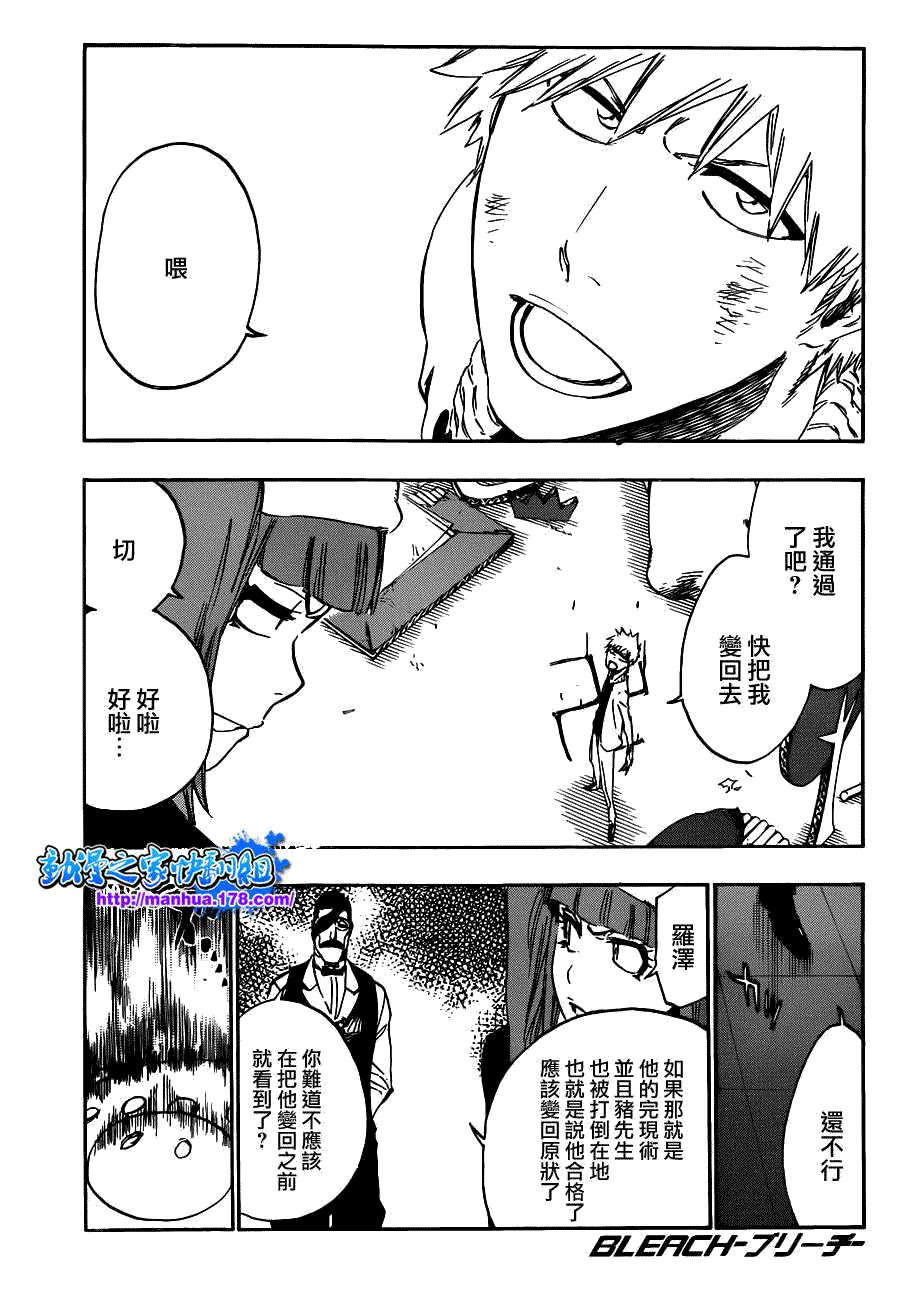 喂
我通過
了吧?
快把我
變回去
切
好啦
好啦…
動漫之家快翻組
http://manhua.178.com/
還不行
羅澤
如果那就是
他的完現術
並且豬先生
也被打倒在地
也就是説他合格了
應該變回原狀了
你難道不應該
在把他變回之前
就看到了?
BLEACH-ブリーチ-